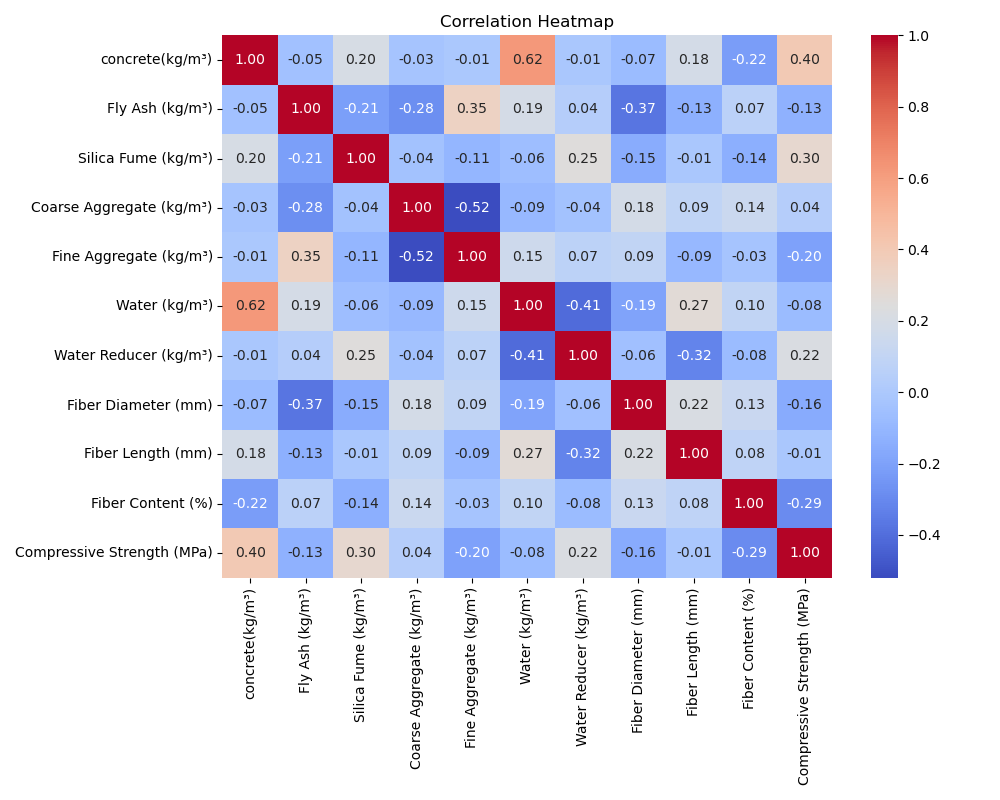 Correlation Heatmap
concrete(kg/m³) 1.00 -0.05 0.20 -0.03 -0.01 0.62 -0.01 -0.07 0.18 -0.22 0.40
Fly Ash (kg/m³) -0.05 1.00 -0.21 -0.28 0.35 0.19 0.04 -0.37 -0.13 0.07 -0.13
Silica Fume (kg/m³) 0.20 -0.21 1.00 -0.04 -0.11 -0.06 0.25 -0.15 -0.01 -0.14 0.30
Coarse Aggregate (kg/m³) -0.03 -0.28 -0.04 1.00 -0.52 -0.09 -0.04 0.18 0.09 0.14 0.04
Fine Aggregate (kg/m³) -0.01 0.35 -0.11 -0.52 1.00 0.15 0.07 0.09 -0.09 -0.03 -0.20
Water (kg/m³) 0.62 0.19 -0.06 -0.09 0.15 1.00 -0.41 -0.19 0.27 0.10 -0.08
Water Reducer (kg/m³) -0.01 0.04 0.25 -0.04 0.07 -0.41 1.00 -0.06 -0.32 -0.08 0.22
Fiber Diameter (mm) -0.07 -0.37 -0.15 0.18 0.09 -0.19 -0.06 1.00 0.22 0.13 -0.16
Fiber Length (mm) 0.18 -0.13 -0.01 0.09 -0.09 0.27 -0.32 0.22 1.00 0.08 -0.01
Fiber Content (%) -0.22 0.07 -0.14 0.14 -0.03 0.10 -0.08 0.13 0.08 1.00 -0.29
Compressive Strength (MPa) 0.40 -0.13 0.30 0.04 -0.20 -0.08 0.22 -0.16 -0.01 -0.29 1.00
concrete(kg/m³)
Fly Ash (kg/m³)
Silica Fume (kg/m³)
Coarse Aggregate (kg/m³)
Fine Aggregate (kg/m³)
Water (kg/m³)
Water Reducer (kg/m³)
Fiber Diameter (mm)
Fiber Length (mm)
Fiber Content (%)
Compressive Strength (MPa)
1.0
0.8
0.6
0.4
0.2
0.0
−0.2
−0.4